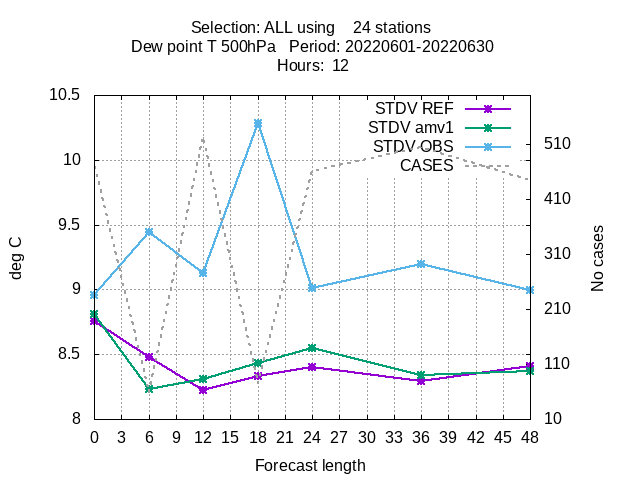 Selection: ALL using    24 stations
Dew point T 500hPa   Period: 20220601-20220630
Hours:  12
10.5
10
9.5
9
8.5
8
deg C
STDV REF
STDV amv1
STDV OBS
CASES
510
410
310
210
110
10
No cases
0 3 6 9 12 15 18 21 24 27 30 33 36 39 42 45 48
Forecast length